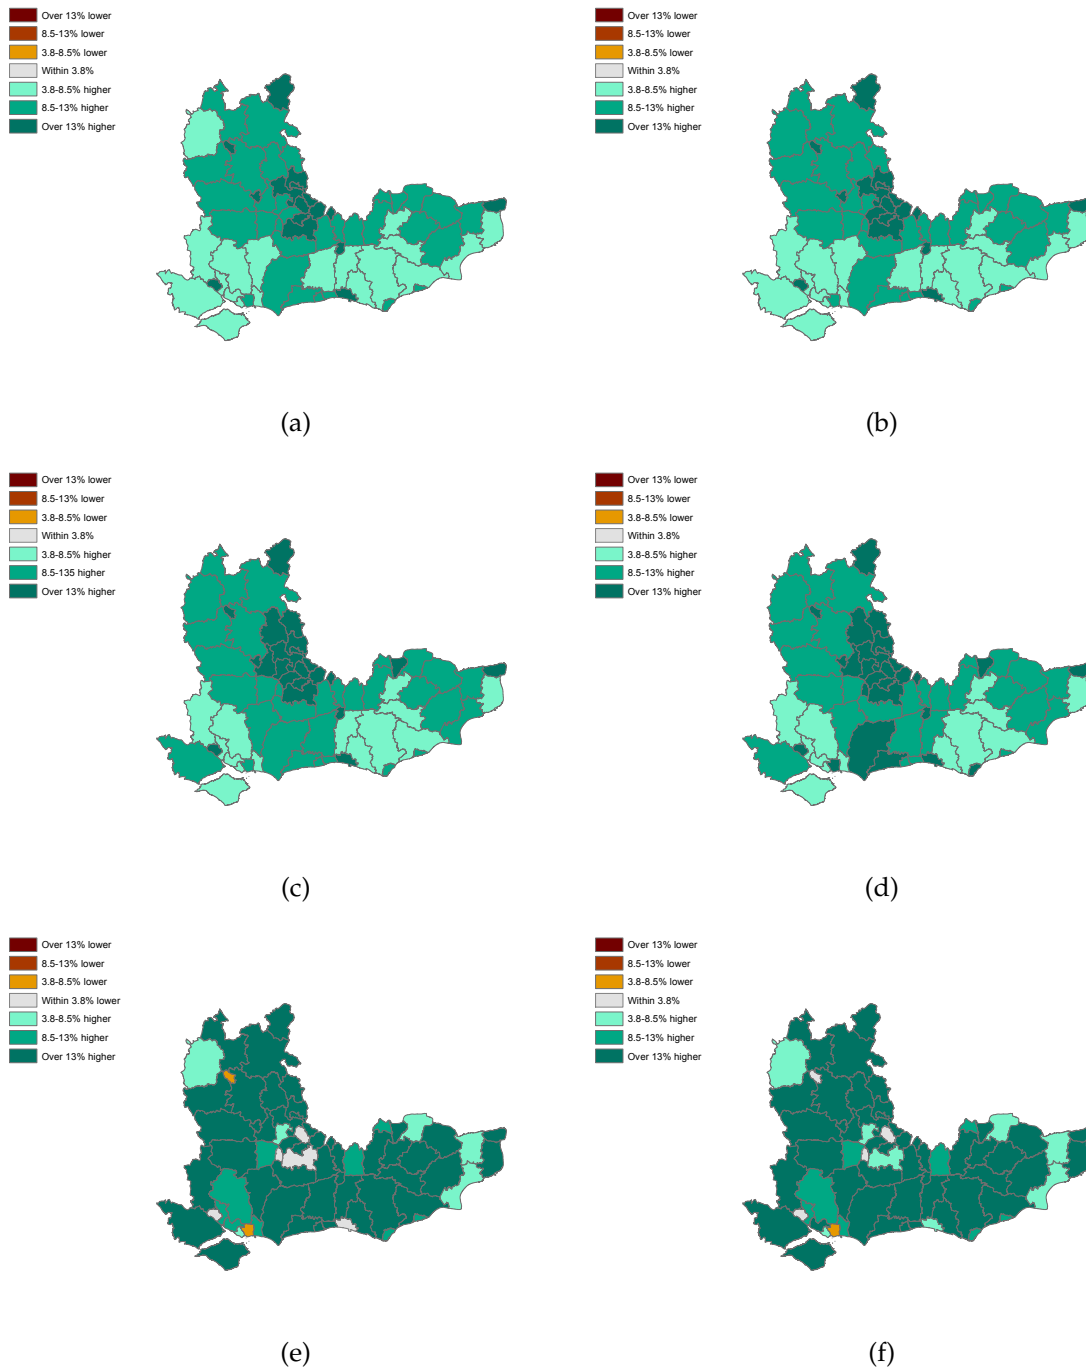 Over 13% lower
8.5-13% lower
3.8-8.5% lower
Within 3.8%
3.8-8.5% higher
8.5-13% higher
Over 13% higher
(a)
Over 13% lower
8.5-13% lower
3.8-8.5% lower
Within 3.8%
3.8-8.5% higher
8.5-13% higher
Over 13% higher
(b)
Over 13% lower
8.5-13% lower
3.8-8.5% lower
Within 3.8%
3.8-8.5% higher
8.5-135 higher
Over 13% higher
(c)
Over 13% lower
8.5-13% lower
3.8-8.5% lower
Within 3.8%
3.8-8.5% higher
8.5-13% higher
Over 13% higher
(d)
Over 13% lower
8.5-13% lower
3.8-8.5% lower
Within 3.8% lower
3.8-8.5% higher
8.5-13% higher
Over 13% higher
(e)
Over 13% lower
8.5-13% lower
3.8-8.5% lower
Within 3.8%
3.8-8.5% higher
8.5-13% higher
Over 13% higher
(f)